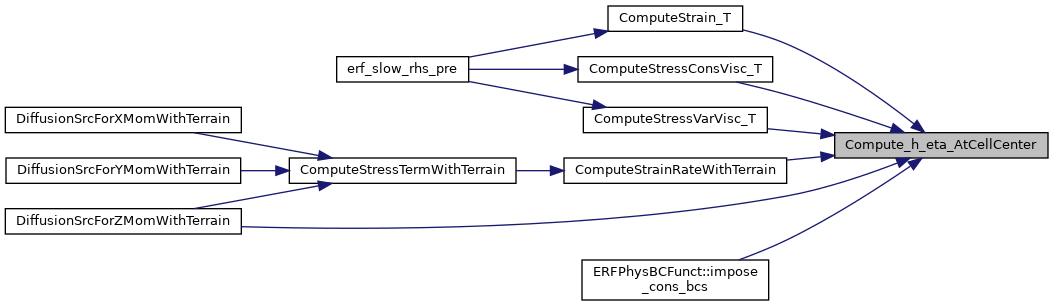 ComputeStrain_T
erf_slow_rhs_pre
ComputeStressConsVisc_T
DiffusionSrcForXMomWithTerrain
ComputeStressVarVisc_T
Compute_h_eta_AtCellCenter
DiffusionSrcForYMomWithTerrain
ComputeStressTermWithTerrain
ComputeStrainRateWithTerrain
DiffusionSrcForZMomWithTerrain
ERFPhysBCFunct::impose
_cons_bcs